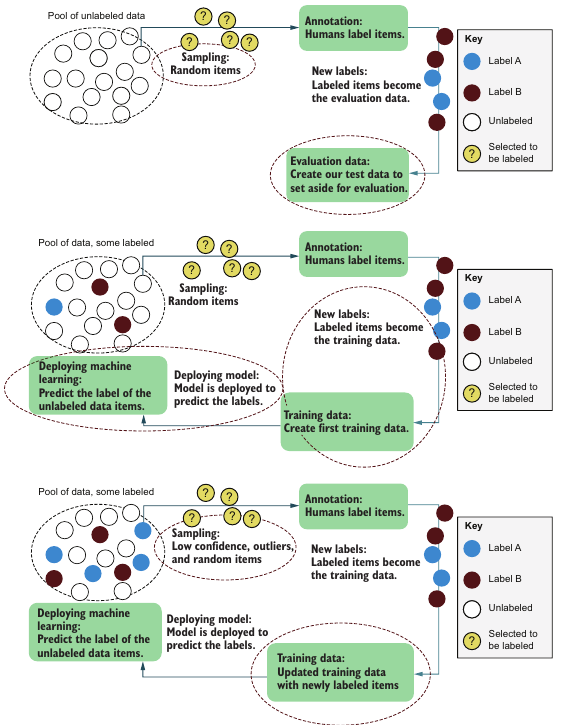 Pool of unlabeled data
? ? ? ? ?
Sampling:
Random items
Annotation:
Humans label items.
New labels:
Labeled items become
the evaluation data.
Evaluation data:
Create our test data to
set aside for evaluation.
Key
Label A
Label B
Unlabeled
? Selected to
be labeled
Pool of data, some labeled
? ? ? ? ?
Sampling:
Random items
Annotation:
Humans label items.
New labels:
Labeled items become
the training data.
Deploying machine
learning:
Predict the label of the
unlabeled data items.
Deploying model:
Model is deployed to
predict the labels.
Training data:
Create first training data.
Key
Label A
Label B
Unlabeled
? Selected to
be labeled
Pool of data, some labeled
? ? ? ? ?
Sampling:
Low confidence, outliers,
and random items
Annotation:
Humans label items.
New labels:
Labeled items become
the training data.
Deploying machine
learning:
Predict the label of the
unlabeled data items.
Deploying model:
Model is deployed to
predict the labels.
Training data:
Updated training data
with newly labeled items
Key
Label A
Label B
Unlabeled
? Selected to
be labeled